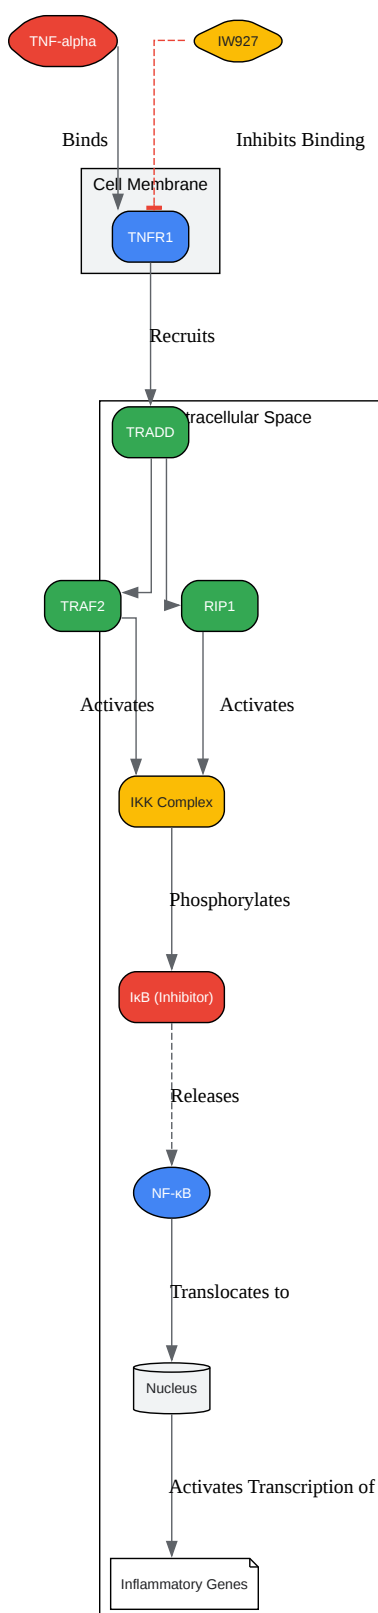 TNF-alpha
IW927
Binds
Inhibits Binding
Cell Membrane
TNFR1
Recruits
tracellular Space
TRADD
TRAF2
RIP1
Activates
Activates
IKK Complex
Phosphorylates
IκB (Inhibitor)
Releases
NF-κB
Translocates to
Nucleus
Activates Transcription of
Inflammatory Genes